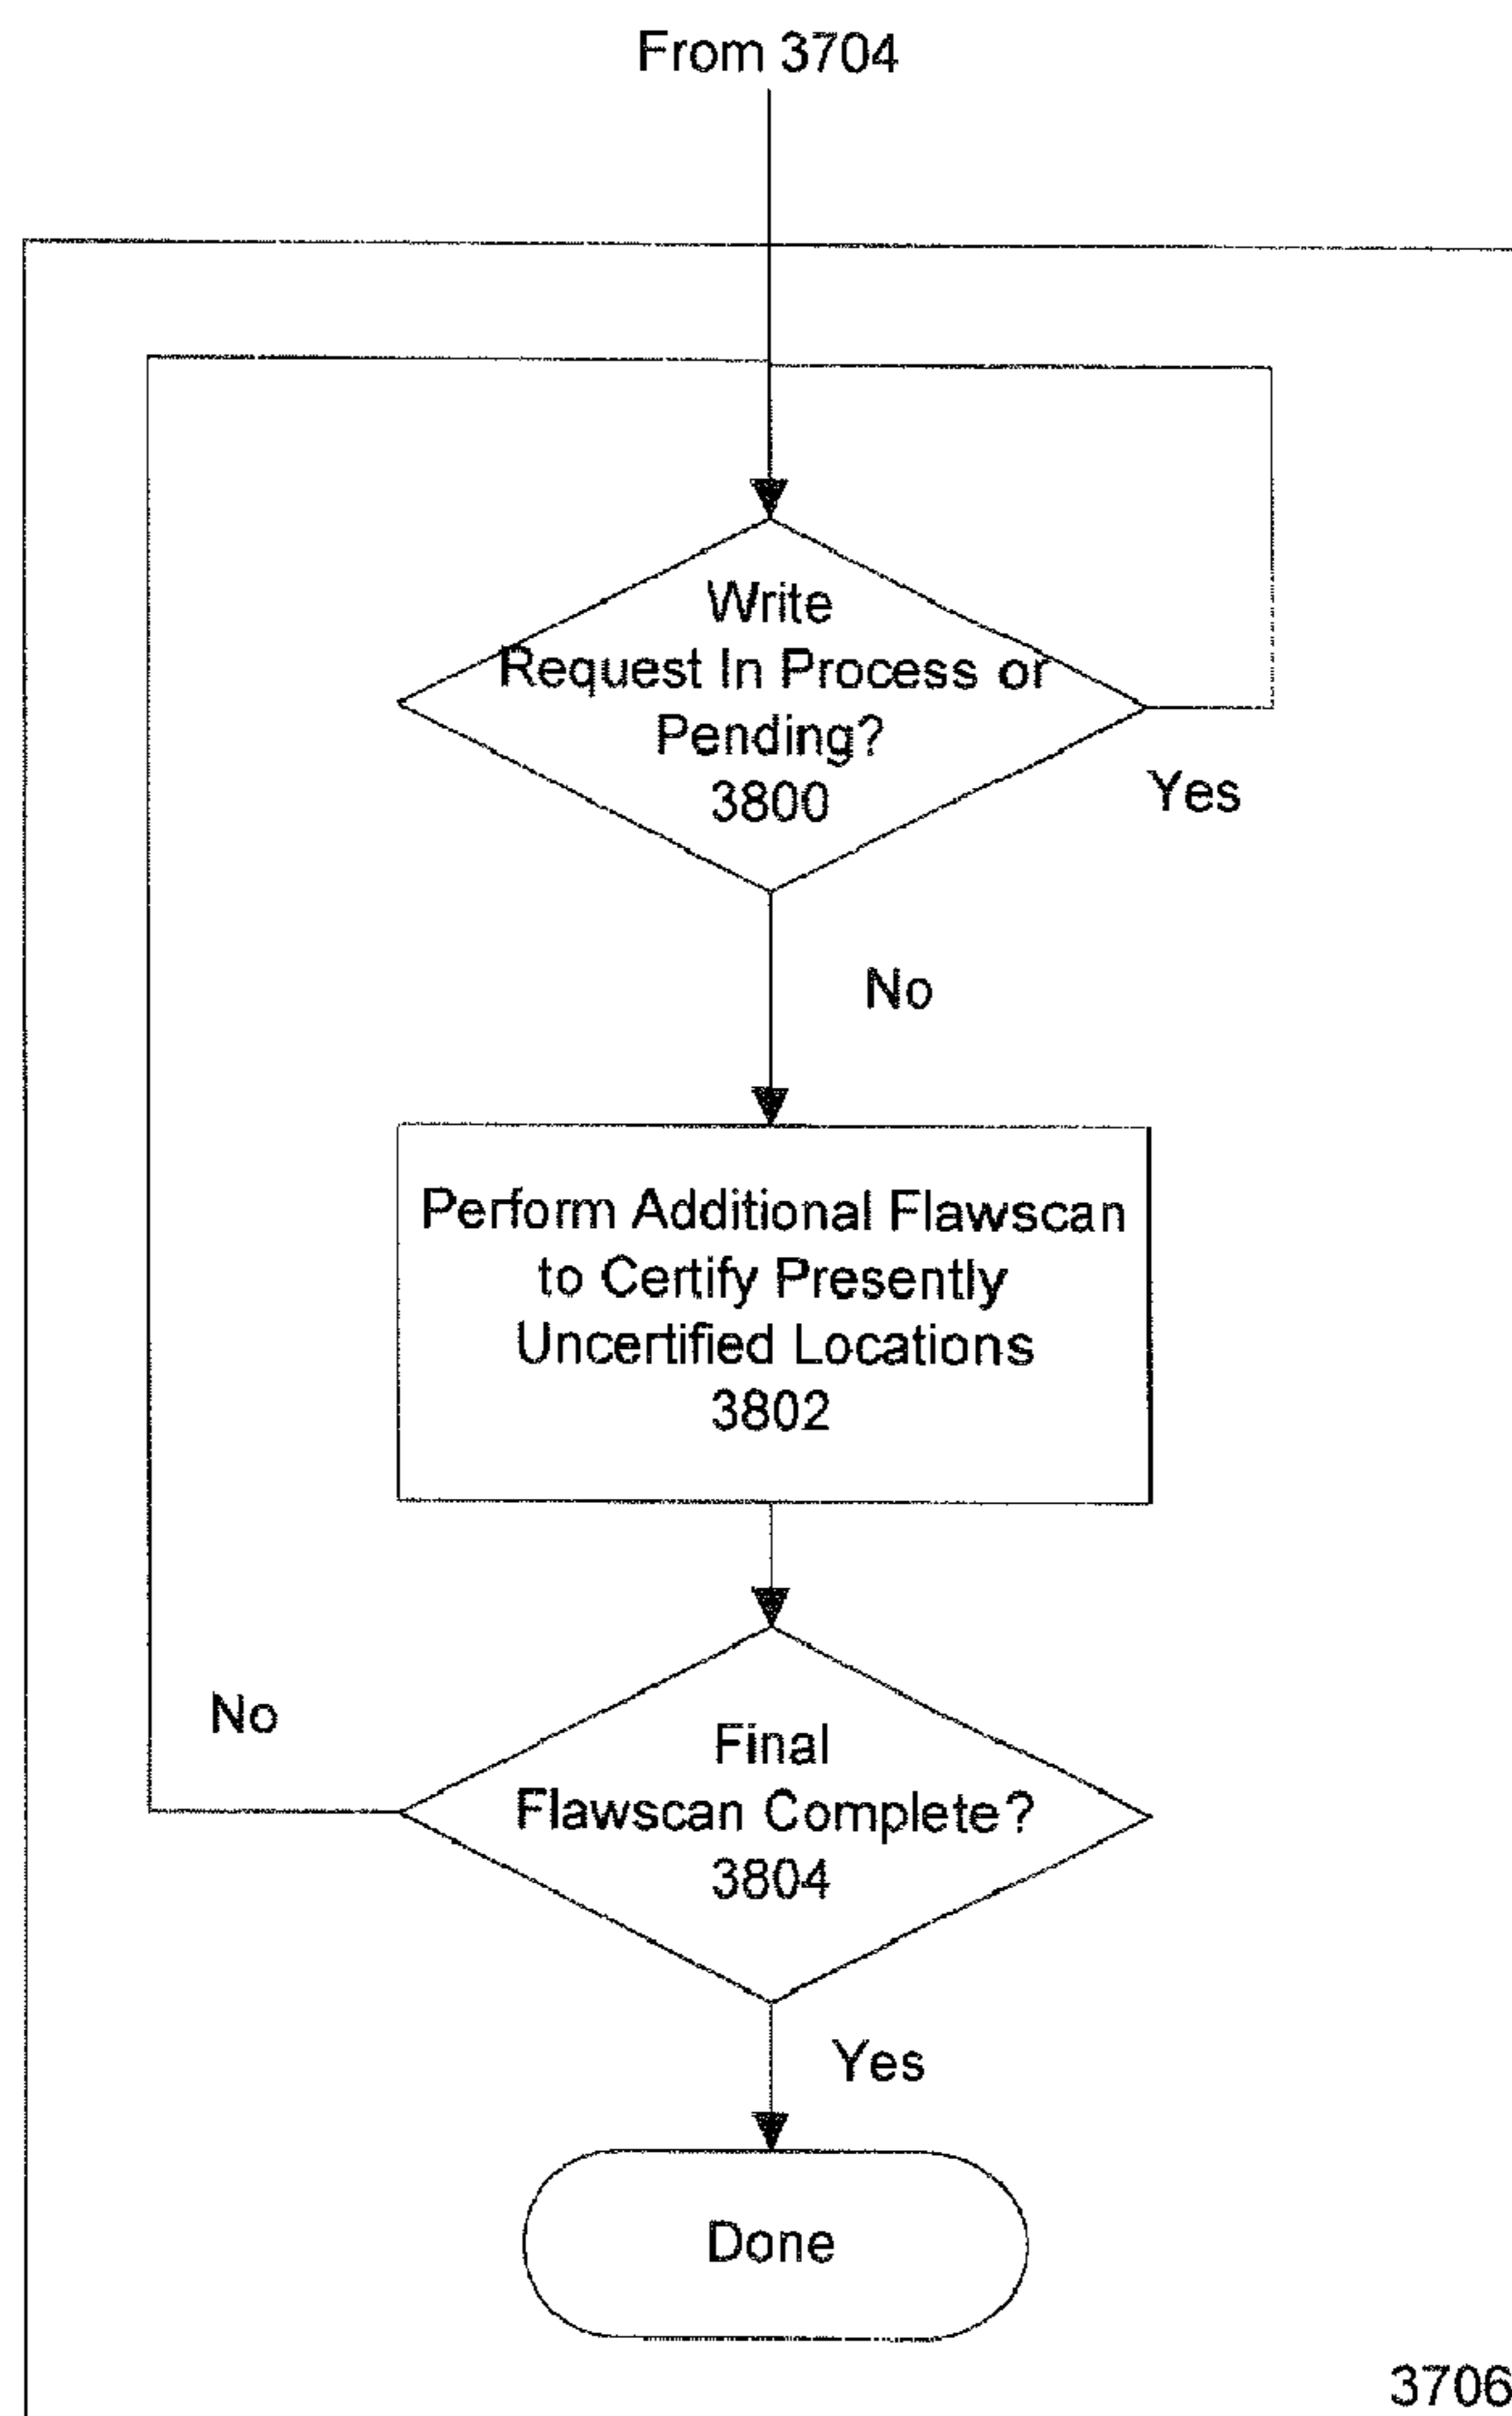 From 3704
Write
Request In Process or
Pending?
3800
Yes
No
Perform Additional Flawscan
to Certify Presently
Uncertified Locations
3802
No
Final
Flawscan Complete?
3804
Yes
Done
3706